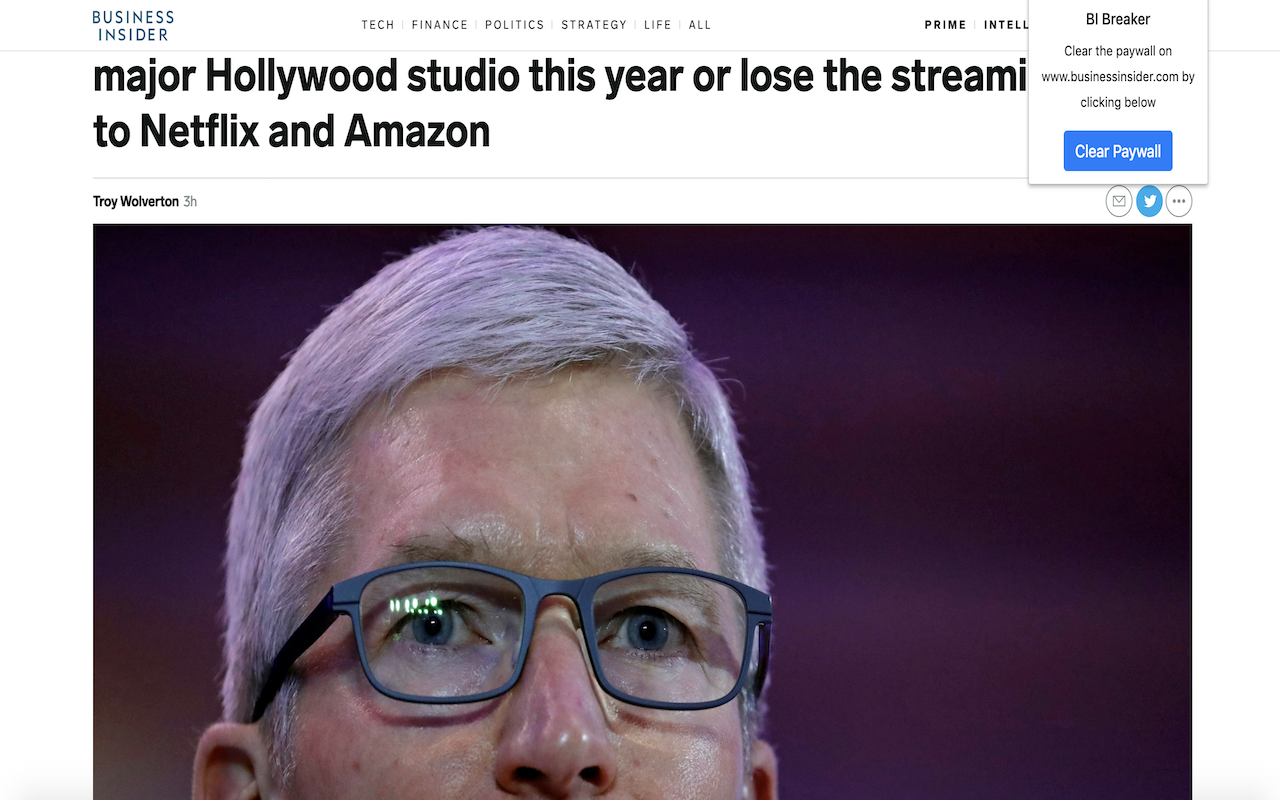 BUSINESS
INSIDER
TECH FINANCE POLITICS STRATEGY LIFE ALL
PRIME
BI Breaker
Clear the paywall on
www.businessinsider.com by
clicking below
Clear Paywall
major Hollywood studio this year or lose the
to Netflix and Amazon
Troy Wolverton 3h